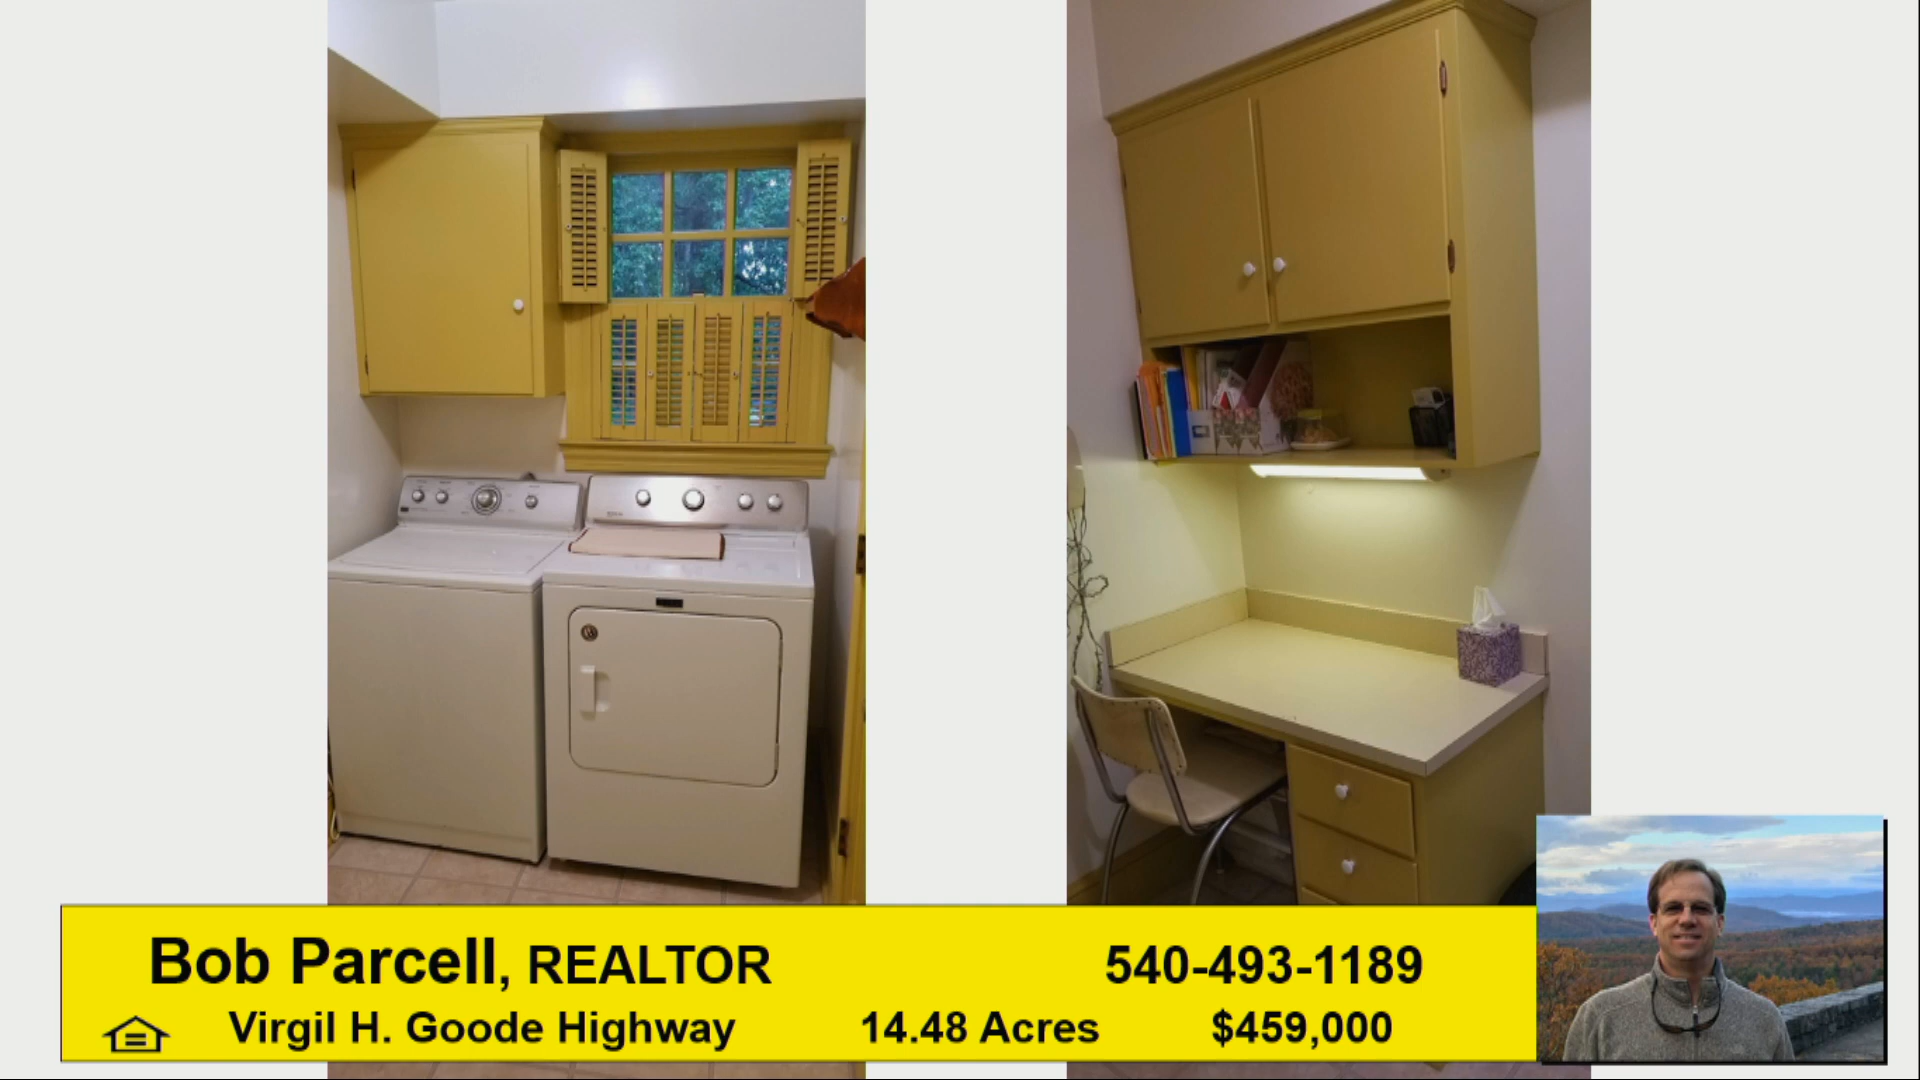 Bob Parcell, REALTOR
540-493-1189
Virgil H. Goode Highway
14.48 Acres
$459,000